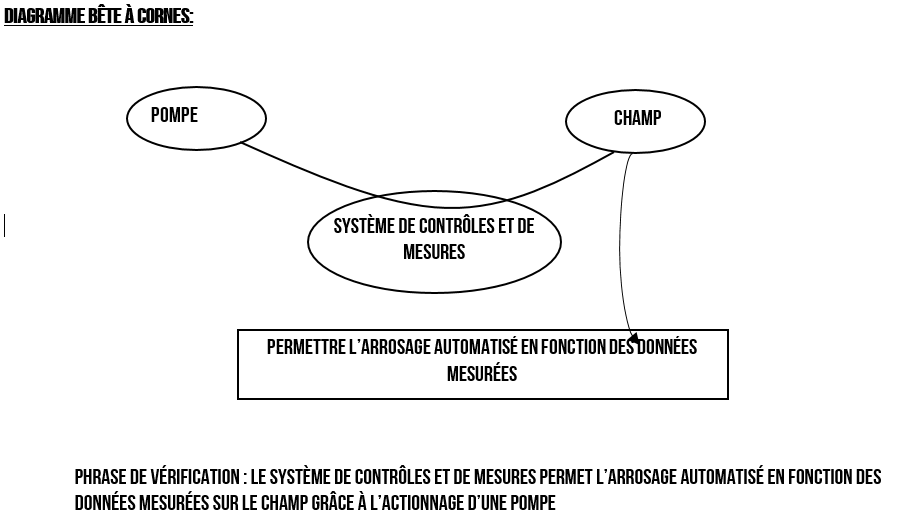 DIAGRAMME BÊTE À CORNES:
POMPE
CHAMP
SYSTÈME DE CONTRÔLES ET DE
MESURES
PERMETTRE L'ARROSAGE AUTOMATISÉ EN FONCTION DES DONNÉES
MESURÉES
PHRASE DE VÉRIFICATION : LE SYSTÈME DE CONTRÔLES ET DE MESURES PERMET L'ARROSAGE AUTOMATISÉ EN FONCTION DES
DONNÉES MESURÉES SUR LE CHAMP GRÂCE À L'ACTIONNAGE D'UNE POMPE